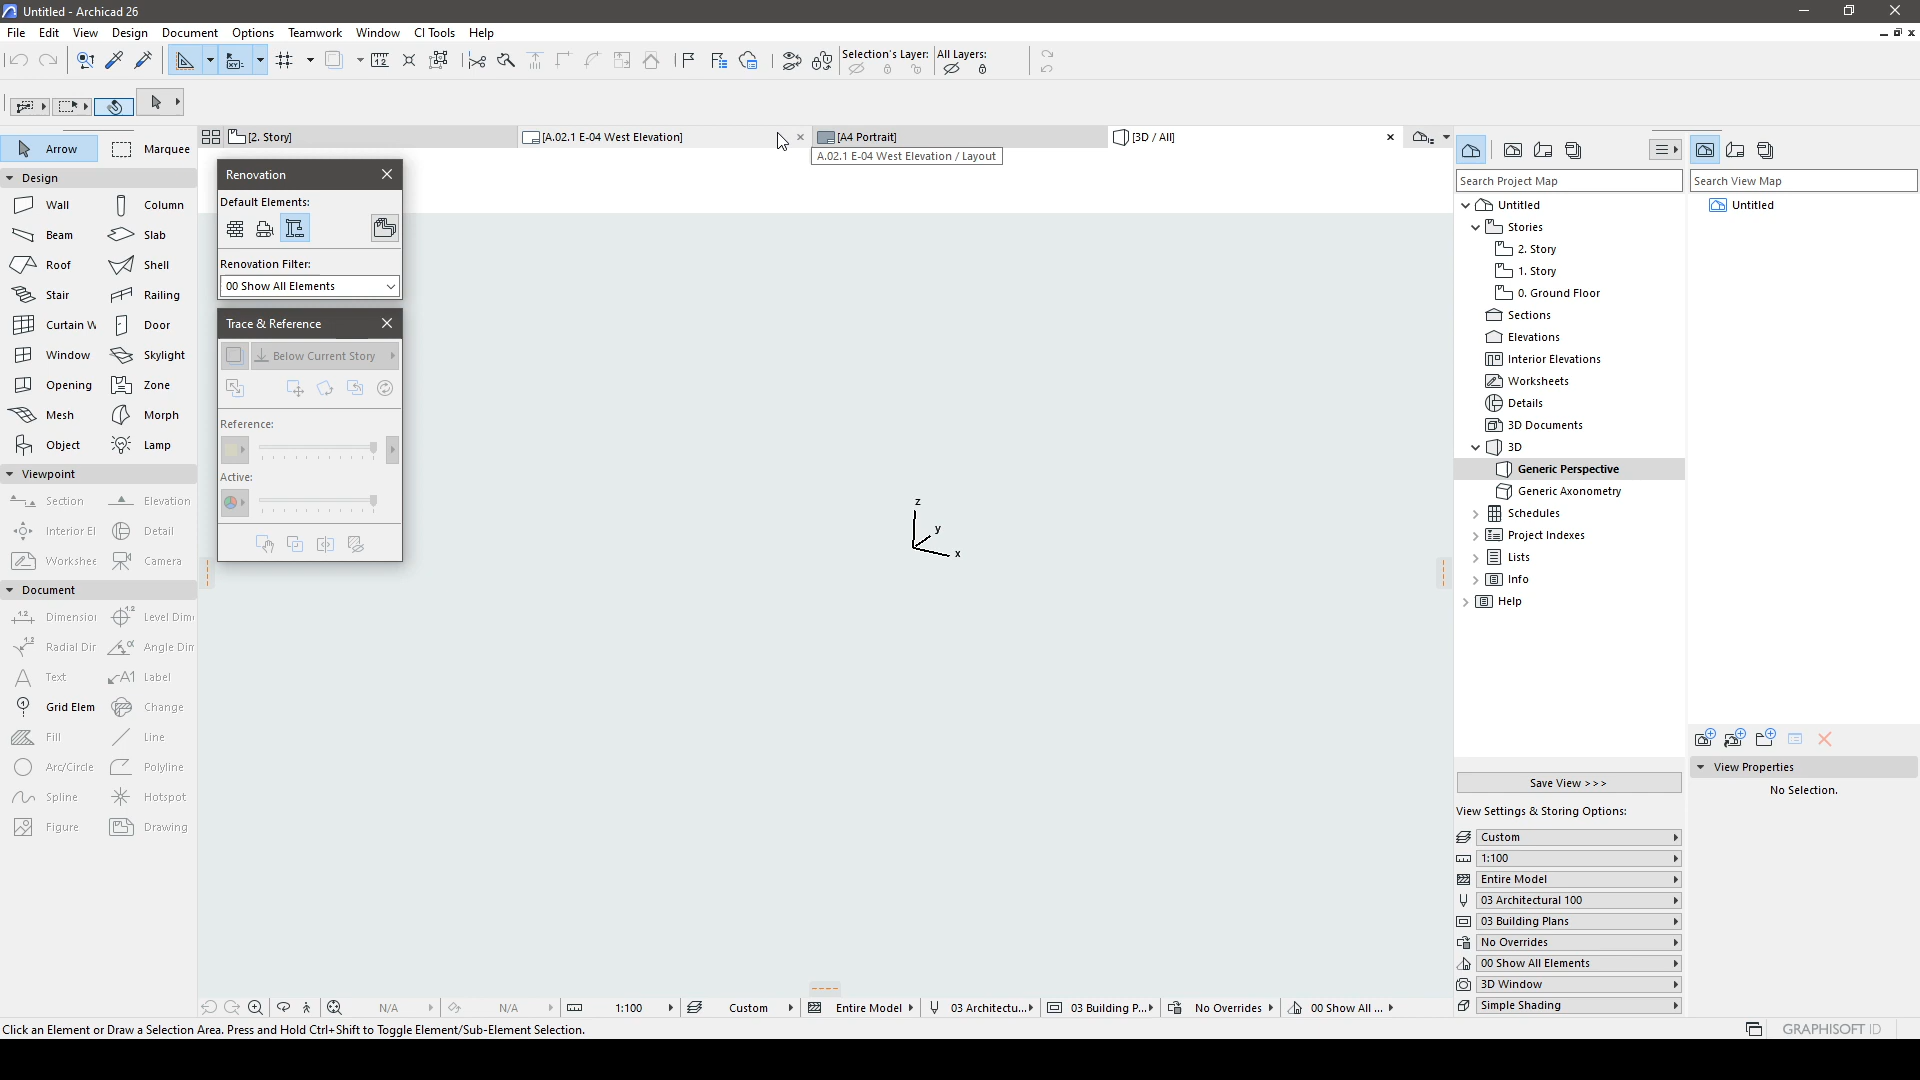 Untitled - Archicad 26
File Edit View Design Document Options Teamwork Window CI Tools Help
Selection's Layer: All Layers:
[2. Story] [A.02.1 E-04 West Elevation] [A4 Portrait] [3D / All]
A.02.1 E-04 West Elevation / Layout
Arrow Marquee
Design
Wall Column
Beam Slab
Roof Shell
Stair Railing
Curtain W Door
Window Skylight
Opening Zone
Mesh Morph
Object Lamp
Viewpoint
Section Elevation
Interior El Detail
Workshee Camera
Document
Dimension Level Dim
Radial Dir Angle Dim
Text Label
Grid Elem Change
Fill Line
Arc/Circle Polyline
Spline Hotspot
Figure Drawing
Renovation
Default Elements:
Renovation Filter:
00 Show All Elements
Trace & Reference
Below Current Story
Reference:
Active:
z
y
x
Search Project Map
Untitled
Stories
2. Story
1. Story
0. Ground Floor
Sections
Elevations
Interior Elevations
Worksheets
Details
3D Documents
3D
Generic Perspective
Generic Axonometry
Schedules
Project Indexes
Lists
Info
Help
Save View >>>
View Settings & Storing Options:
Custom
1:100
Entire Model
03 Architectural 100
03 Building Plans
No Overrides
00 Show All Elements
3D Window
Simple Shading
Search View Map
Untitled
View Properties
No Selection.
N/A N/A 1:100 Custom Entire Model 03 Architectu... 03 Building P... No Overrides 00 Show All ...
Click an Element or Draw a Selection Area. Press and Hold Ctrl+Shift to Toggle Element/Sub-Element Selection.
GRAPHISOFT ID